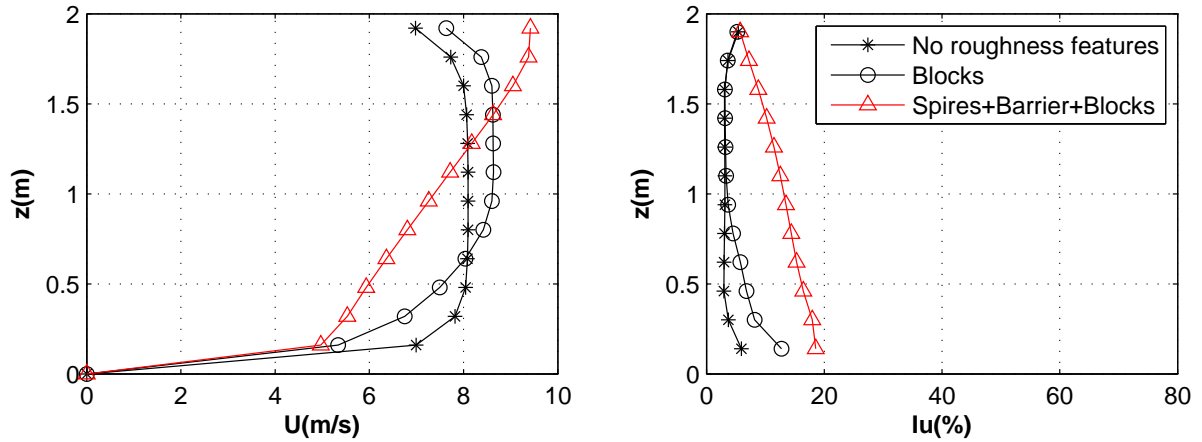 2
1.5
1
0.5
0
z(m)
0 2 4 6 8 10
U(m/s)
2
1.5
1
0.5
0
z(m)
0 20 40 60 80
Iu(%)
No roughness features
Blocks
Spires+Barrier+Blocks